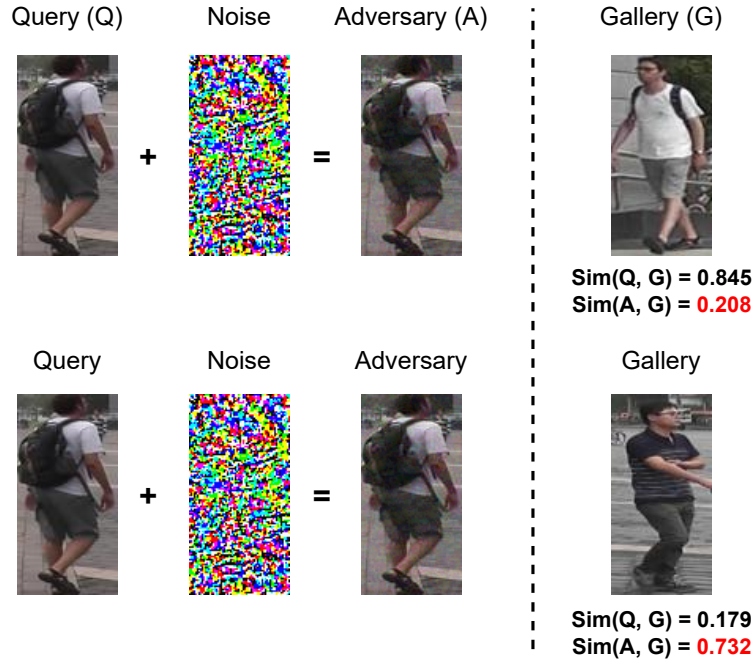 Query (Q) Noise Adversary (A) Gallery (G)
+ =
Sim(Q, G) = 0.845
Sim(A, G) = 0.208
Query Noise Adversary Gallery
+ =
Sim(Q, G) = 0.179
Sim(A, G) = 0.732